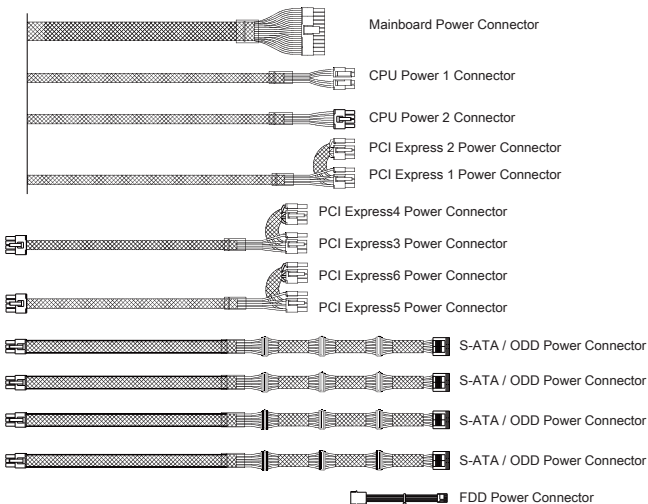 Mainboard Power Connector
CPU Power 1 Connector
CPU Power 2 Connector
PCI Express 2 Power Connector
PCI Express 1 Power Connector
PCI Express4 Power Connector
PCI Express3 Power Connector
PCI Express6 Power Connector
PCI Express5 Power Connector
S-ATA / ODD Power Connector
S-ATA / ODD Power Connector
S-ATA / ODD Power Connector
S-ATA / ODD Power Connector
FDD Power Connector